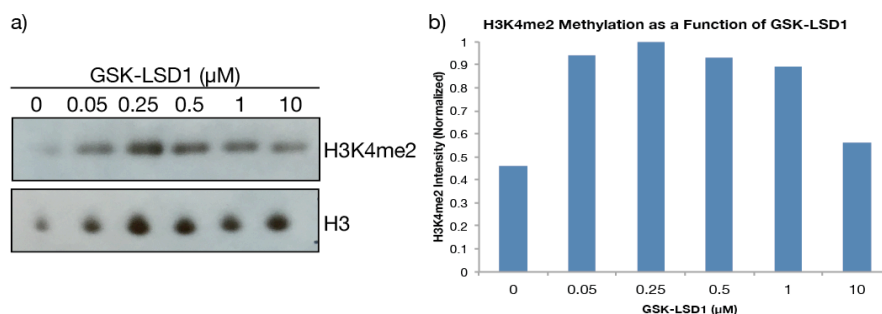 a)
GSK-LSD1 (µM)
0 0.05 0.25 0.5 1 10
H3K4me2
H3
b)
H3K4me2 Methylation as a Function of GSK-LSD1
H3K4me2 Intensity (Normalized)
1
0.9
0.8
0.7
0.6
0.5
0.4
0.3
0.2
0.1
0
0 0.05 0.25 0.5 1 10
GSK-LSD1 (µM)